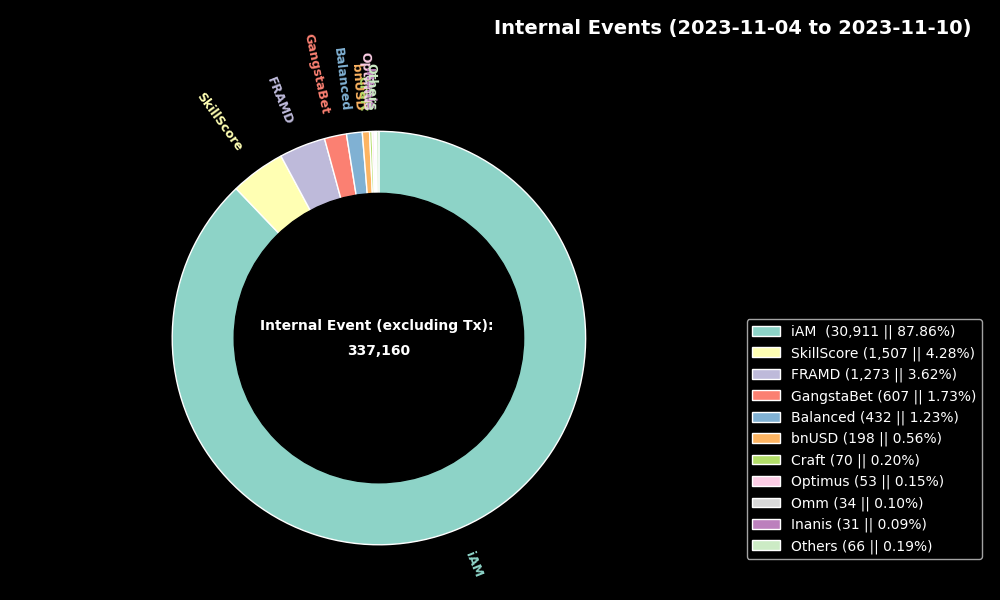 Internal Events (2023-11-04 to 2023-11-10)
SkillScore
FRAMD
GangstaBet
Balanced
bnUSD
Optimus
Others
Internal Event (excluding Tx):
337,160
iAM
iAM  (30,911 || 87.86%)
SkillScore (1,507 || 4.28%)
FRAMD (1,273 || 3.62%)
GangstaBet (607 || 1.73%)
Balanced (432 || 1.23%)
bnUSD (198 || 0.56%)
Craft (70 || 0.20%)
Optimus (53 || 0.15%)
Omm (34 || 0.10%)
Inanis (31 || 0.09%)
Others (66 || 0.19%)